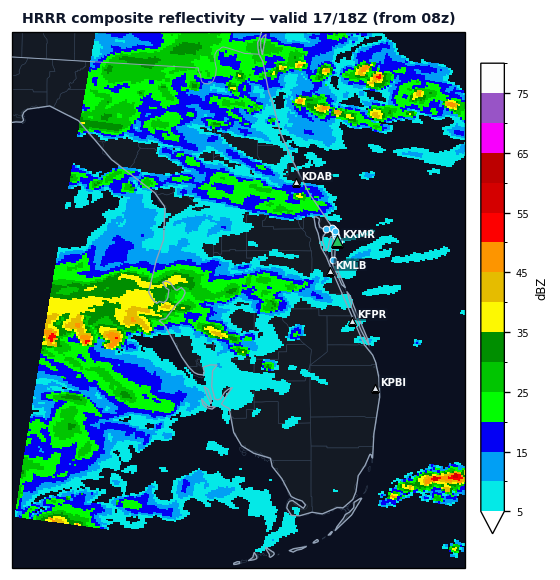 HRRR composite reflectivity — valid 17/18Z (from 08z)
KDAB
KXMR
KMLB
KFPR
KPBI
75
65
55
45
35
25
15
5
dBZ